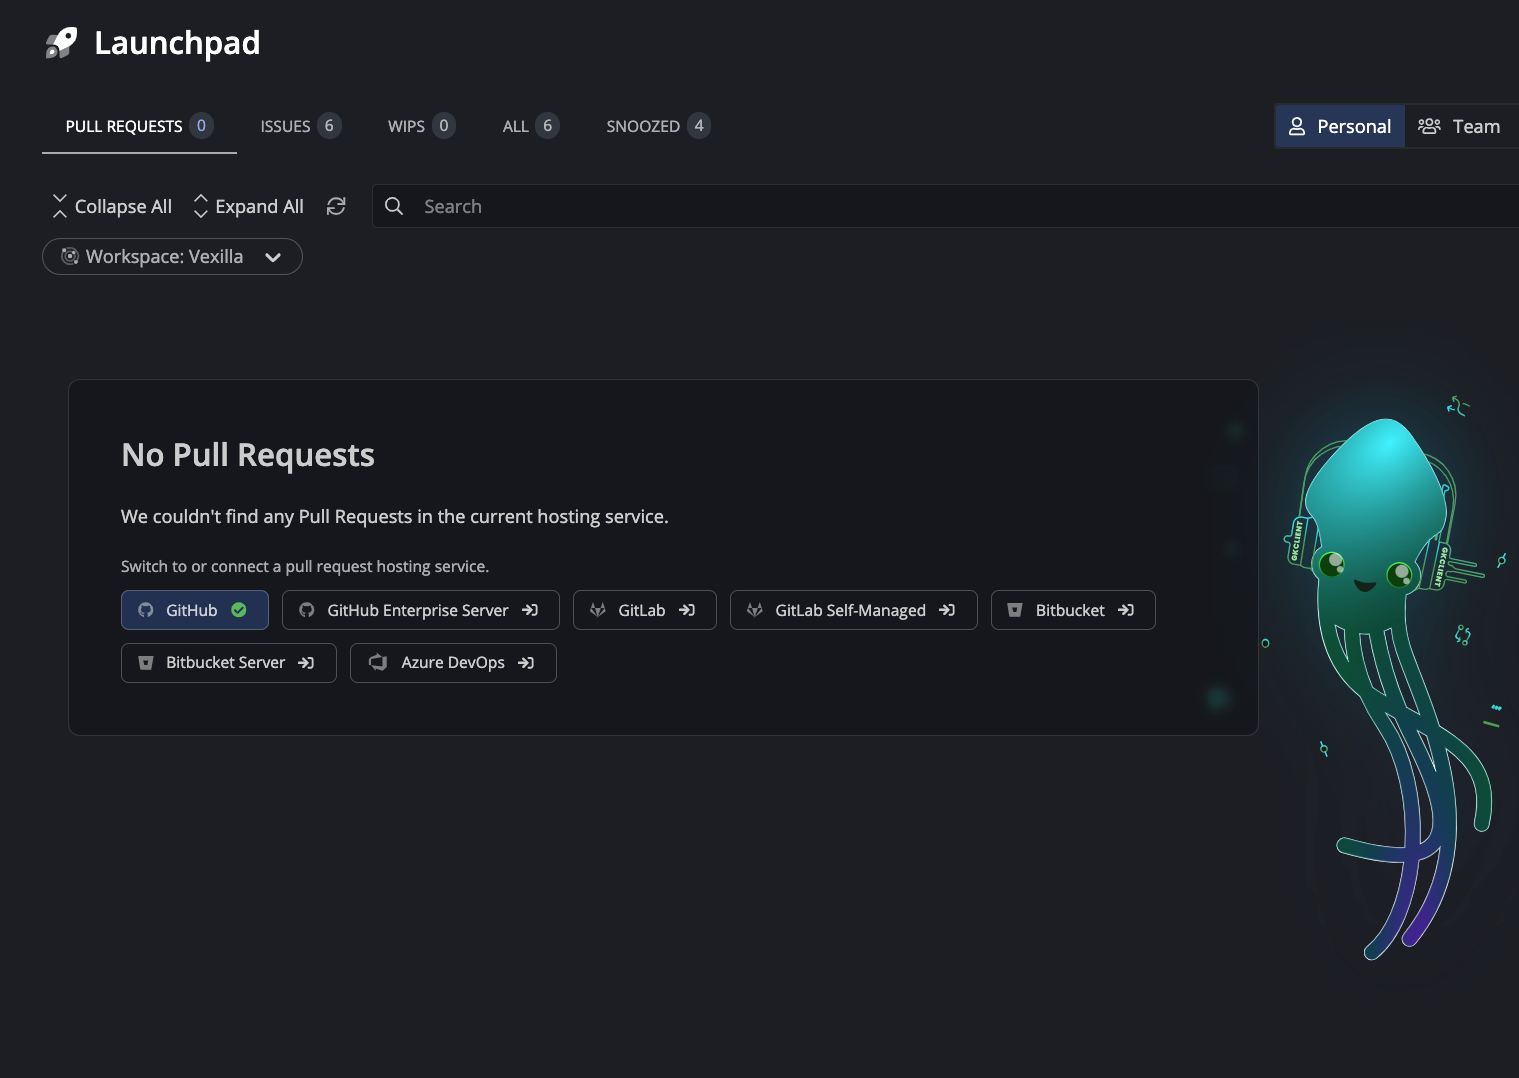 Launchpad
PULL REQUESTS 0 ISSUES 6 WIPS 0 ALL 6 SNOOZED 4 Personal Team
Collapse All Expand All Search
Workspace: Vexilla
No Pull Requests
We couldn't find any Pull Requests in the current hosting service.
Switch to or connect a pull request hosting service.
GitHub GitHub Enterprise Server GitLab GitLab Self-Managed Bitbucket
Bitbucket Server Azure DevOps
GKCLIENT
GKCLIENT